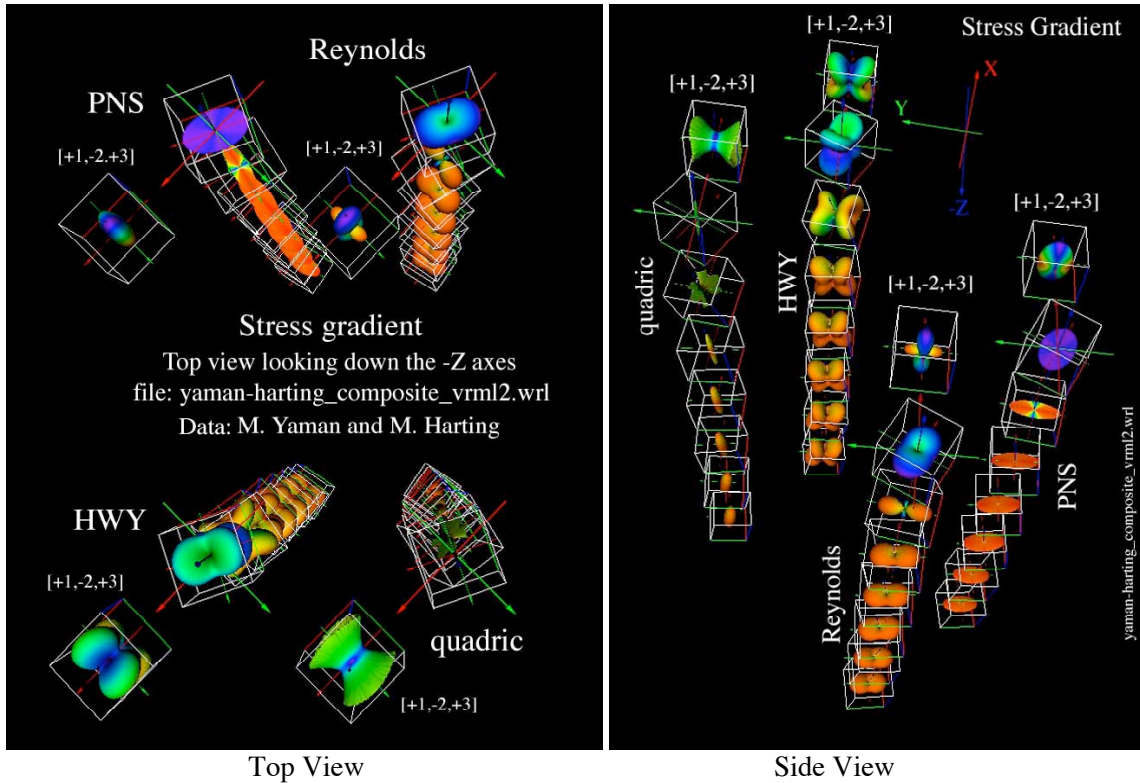 Reynolds
PNS
[+1,-2,+3]
[+1,-2,+3]
Stress gradient
Top view looking down the -Z axes
file: yaman-harting_composite_vrml2.wrl
Data: M. Yaman and M. Harting
HWY
[+1,-2,+3]
quadric
[+1,-2,+3]
Top View
[+1,-2,+3]
Stress Gradient
[+1,-2,+3]
X
Y
-Z
[+1,-2,+3]
quadric
HWY
[+1,-2,+3]
PNS
Reynolds
yaman-harting_composite_vrml2.wrl
Side View